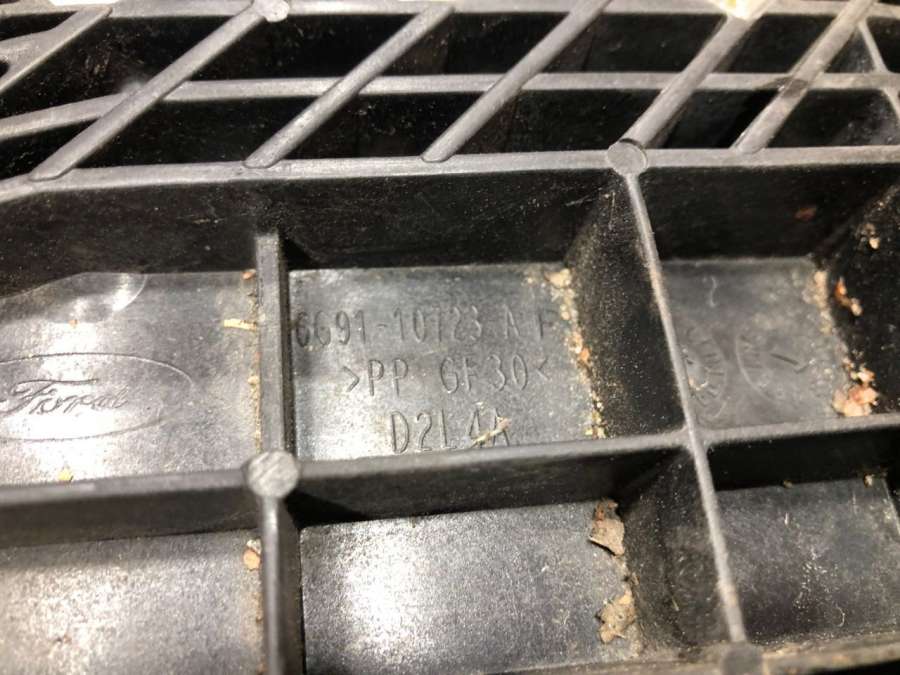 Ford
6G91-10723-A
>PP GF30<
D2L4A